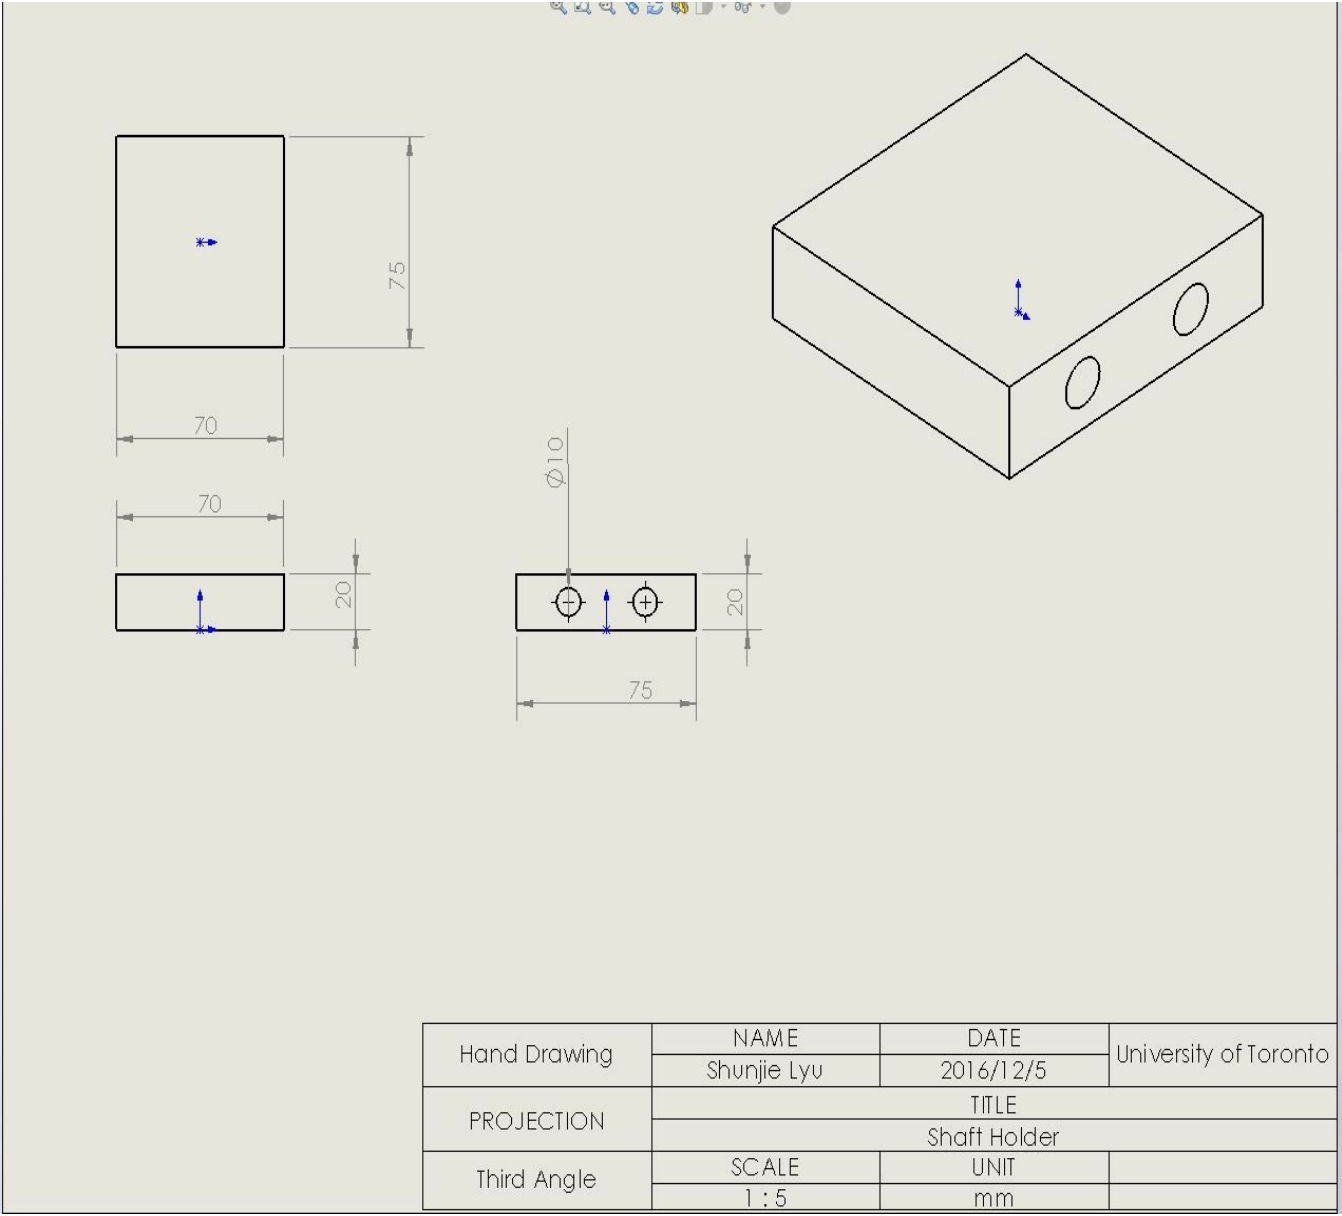 75
70
70
20
Ø10
20
75
Hand Drawing
NAME
DATE
University of Toronto
Shunjie Lyu
2016/12/5
PROJECTION
TITLE
Shaft Holder
Third Angle
SCALE
UNIT
1 : 5
mm